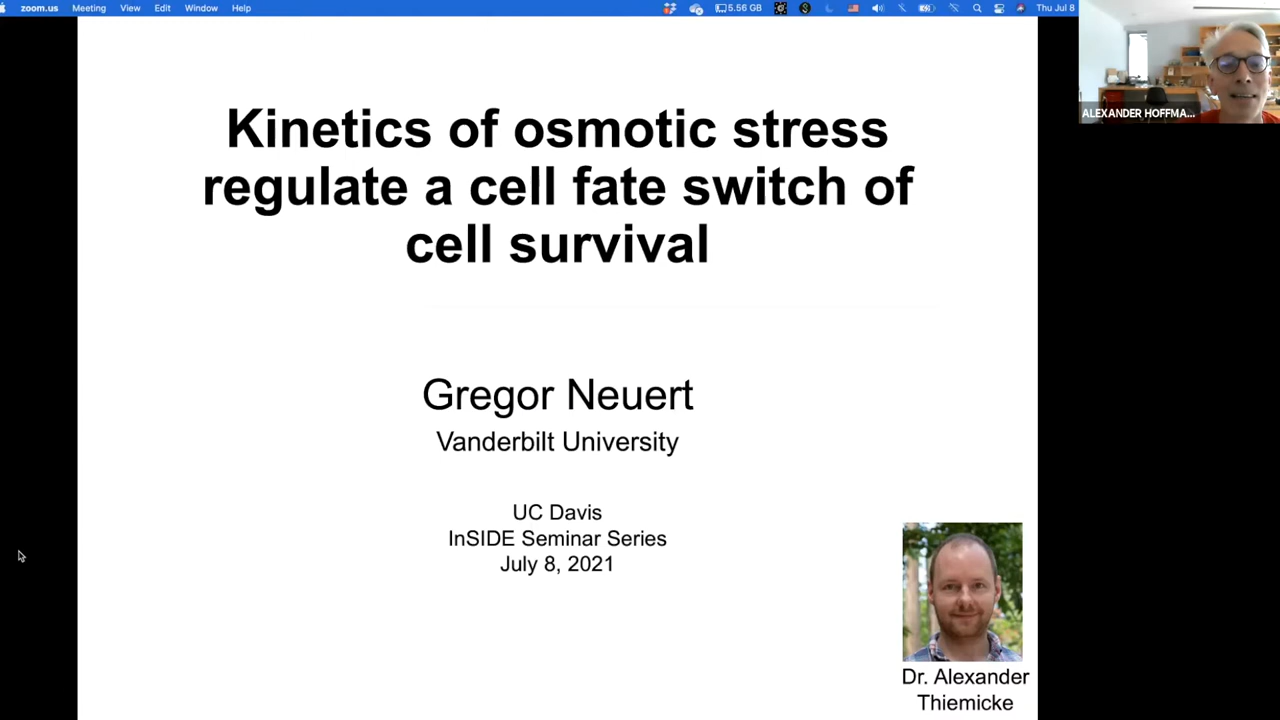 zoom.us Meeting View Edit Window Help 5.56 GB Thu Jul 8
ALEXANDER HOFFMA...
Kinetics of osmotic stress
regulate a cell fate switch of
cell survival
Gregor Neuert
Vanderbilt University
UC Davis
InSIDE Seminar Series
July 8, 2021
Dr. Alexander
Thiemicke